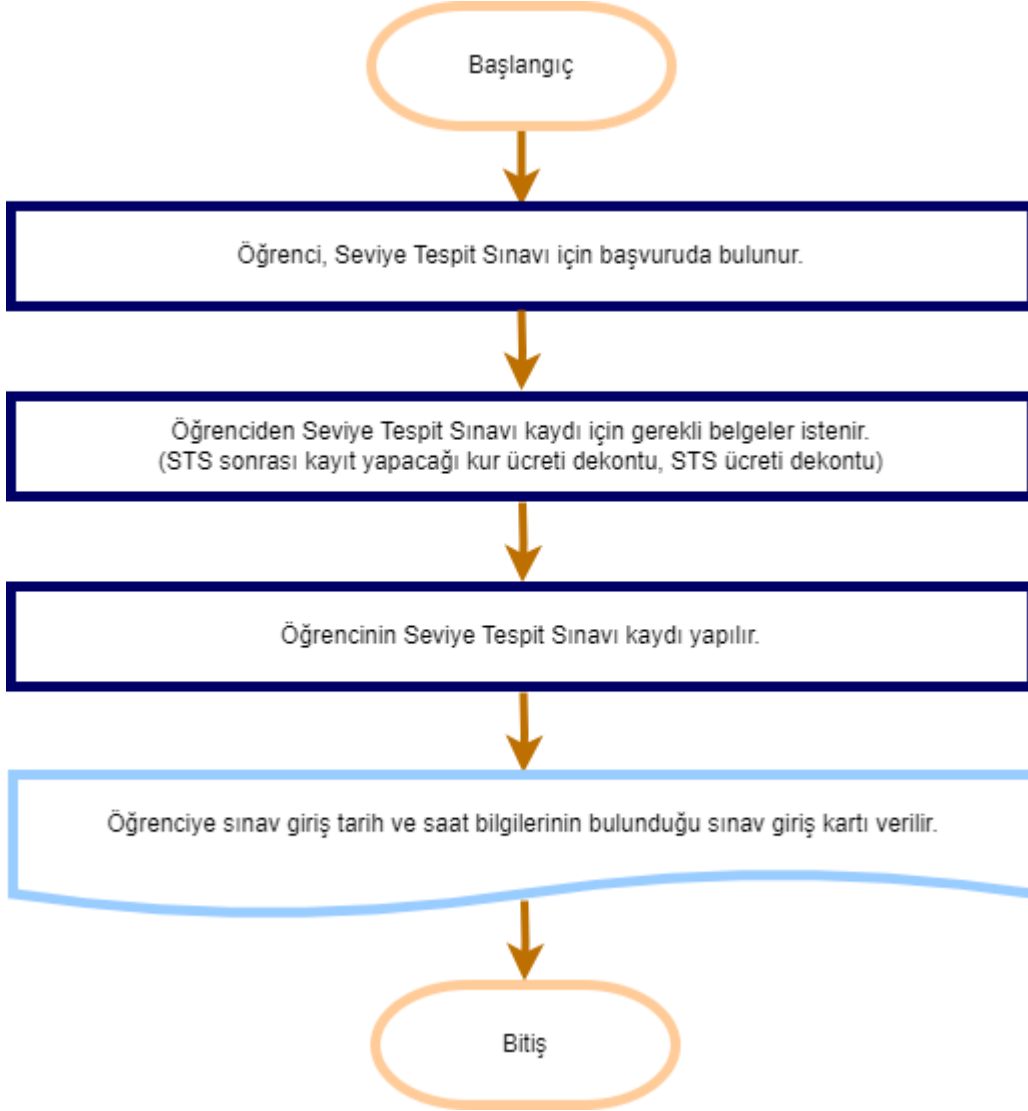 Başlangıç
Öğrenci, Seviye Tespit Sınavı için başvuruda bulunur.
Öğrenciden Seviye Tespit Sınavı kaydı için gerekli belgeler istenir.
(STS sonrası kayıt yapacağı kur ücreti dekontu, STS ücreti dekontu)
Öğrencinin Seviye Tespit Sınavı kaydı yapılır.
Öğrenciye sınav giriş tarih ve saat bilgilerinin bulunduğu sınav giriş kartı verilir.
Bitiş